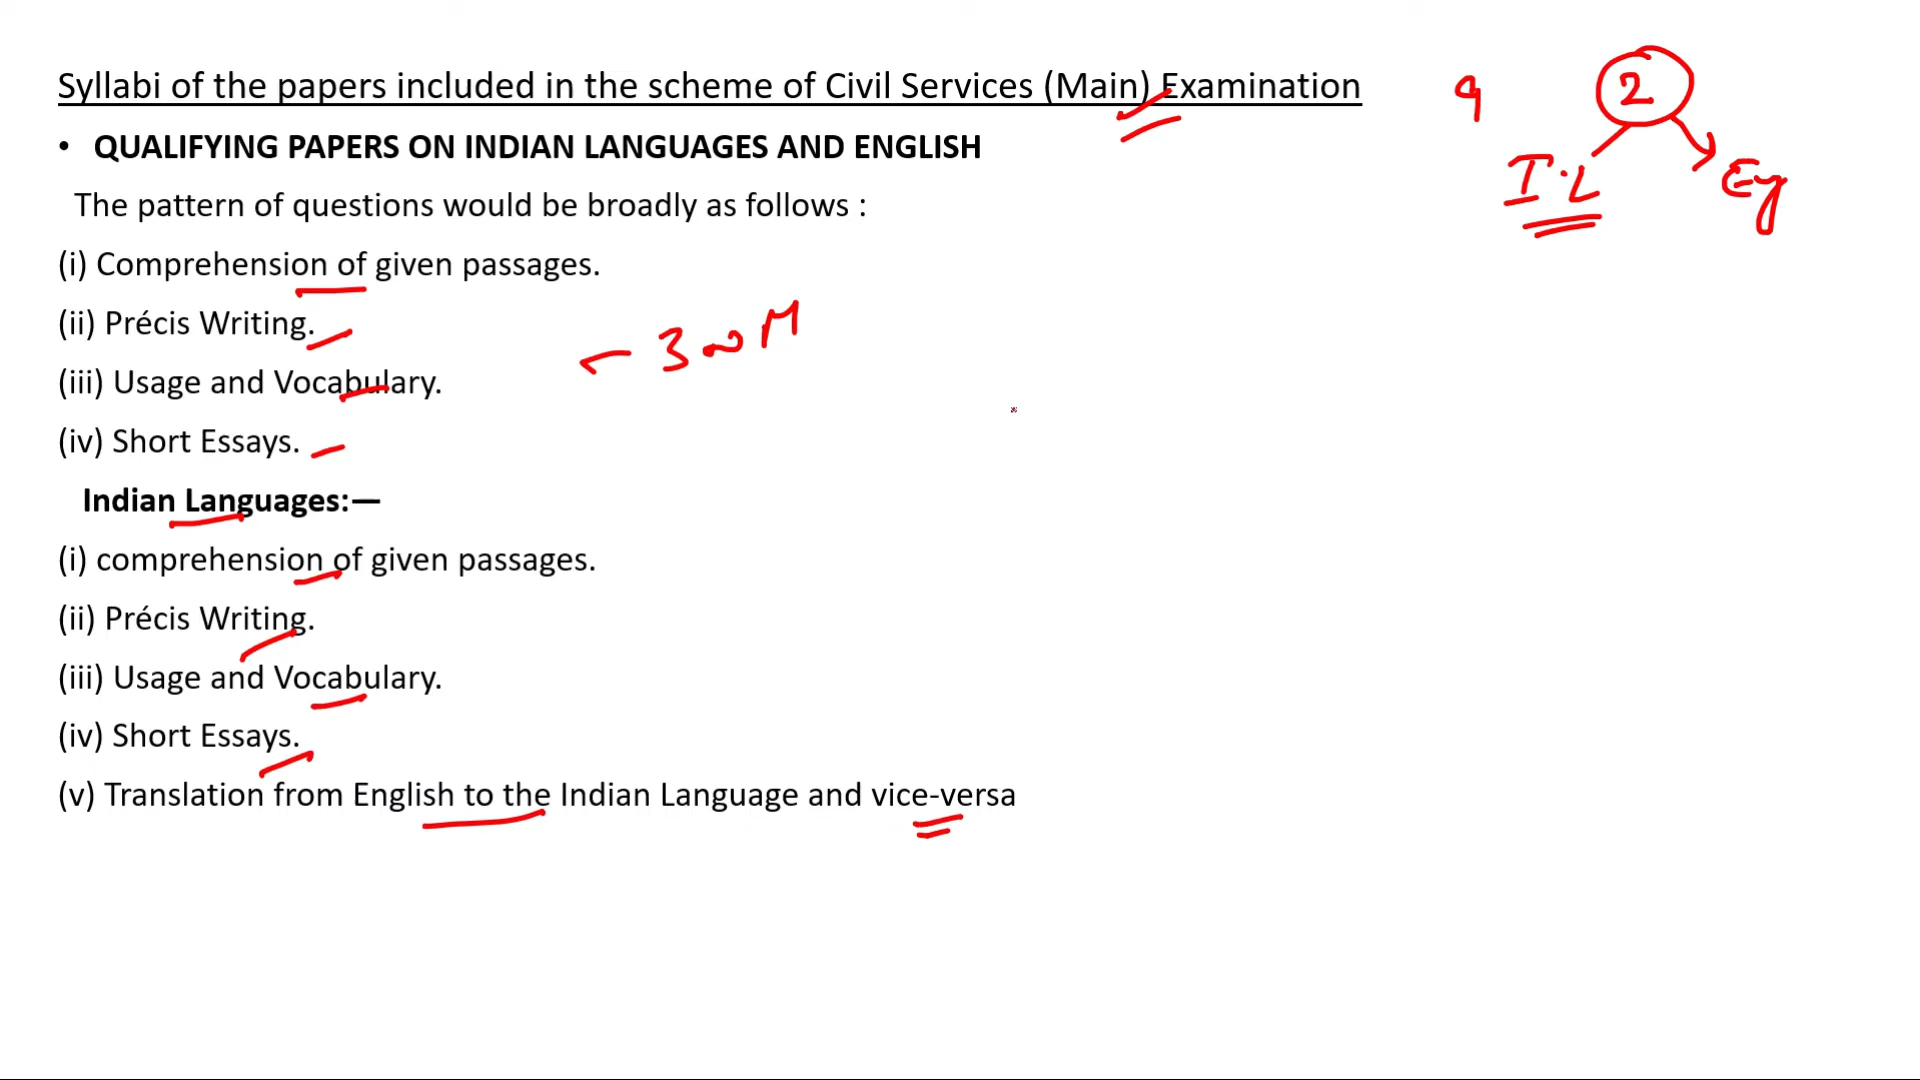 Syllabi of the papers included in the scheme of Civil Services (Main) Examination
9
2
I.L
Eg
• QUALIFYING PAPERS ON INDIAN LANGUAGES AND ENGLISH
The pattern of questions would be broadly as follows :
(i) Comprehension of given passages.
(ii) Précis Writing.
300 M
(iii) Usage and Vocabulary.
(iv) Short Essays.
Indian Languages:—
(i) comprehension of given passages.
(ii) Précis Writing.
(iii) Usage and Vocabulary.
(iv) Short Essays.
(v) Translation from English to the Indian Language and vice-versa